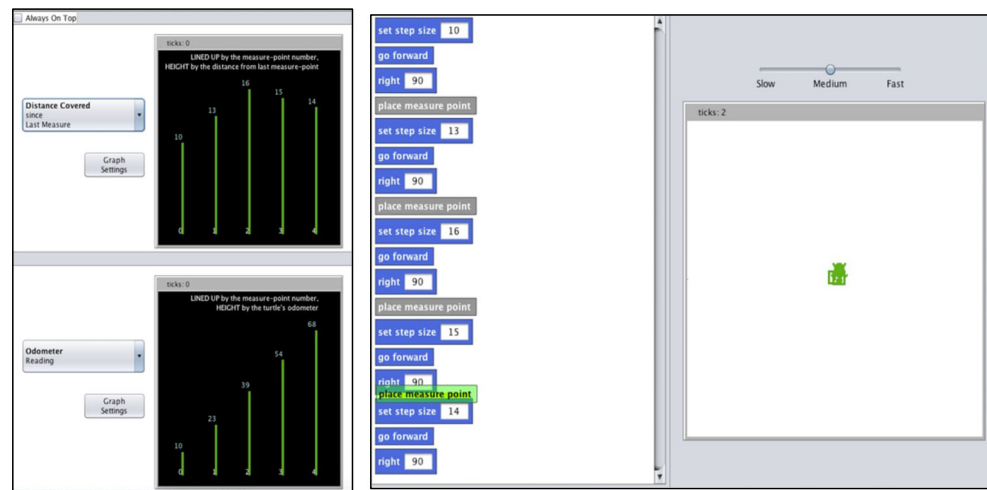 Always On Top
ticks: 0
LINED UP by the measure-point number,
HEIGHT by the distance from last measure-point
16
15
14
13
10
Distance Covered
since
Last Measure
Graph
Settings
0 1 2 3 4
ticks: 0
LINED UP by the measure-point number,
HEIGHT by the turtle's odometer
68
54
39
23
10
Odometer
Reading
Graph
Settings
0 1 2 3 4
set step size 10
go forward
right 90
place measure point
set step size 13
go forward
right 90
place measure point
set step size 16
go forward
right 90
place measure point
set step size 15
go forward
right 90
place measure point
set step size 14
go forward
right 90
Slow Medium Fast
ticks: 2